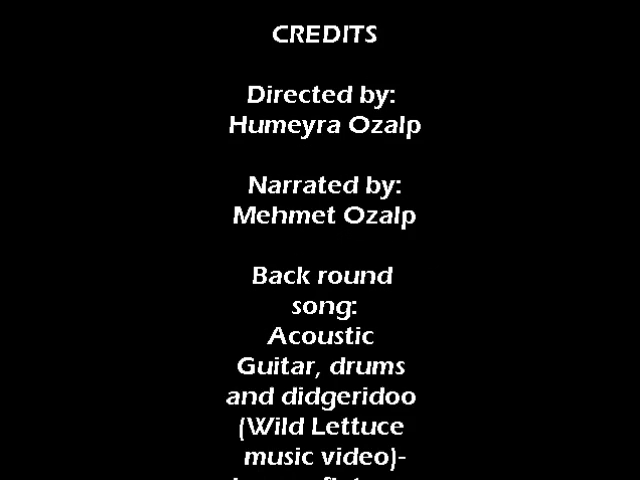 CREDITS
Directed by:
Humeyra Ozalp
Narrated by:
Mehmet Ozalp
Back round
song:
Acoustic
Guitar, drums
and didgeridoo
(Wild Lettuce
music video)-